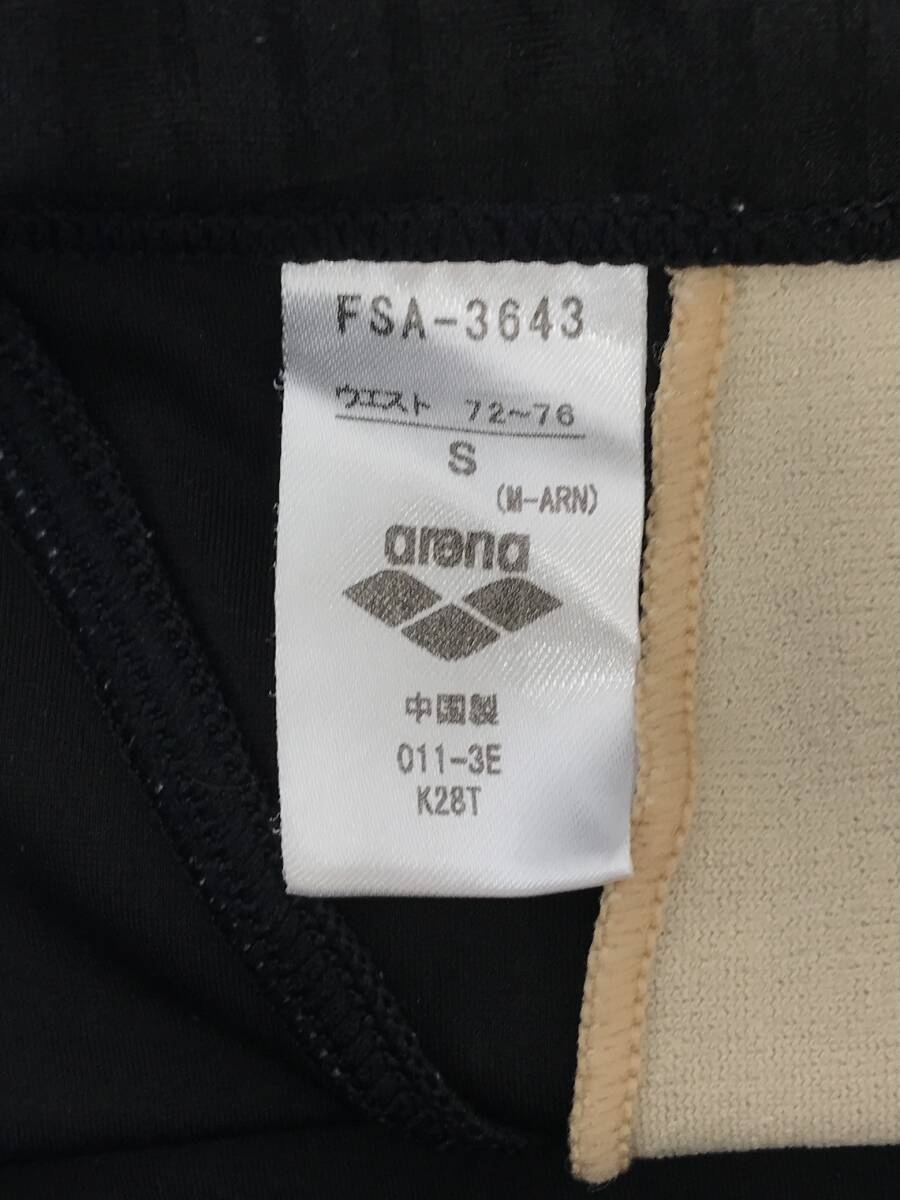 FSA-3643
ウエスト 72～76
S
(M-ARN)
arena
中国製
011-3E
K28T